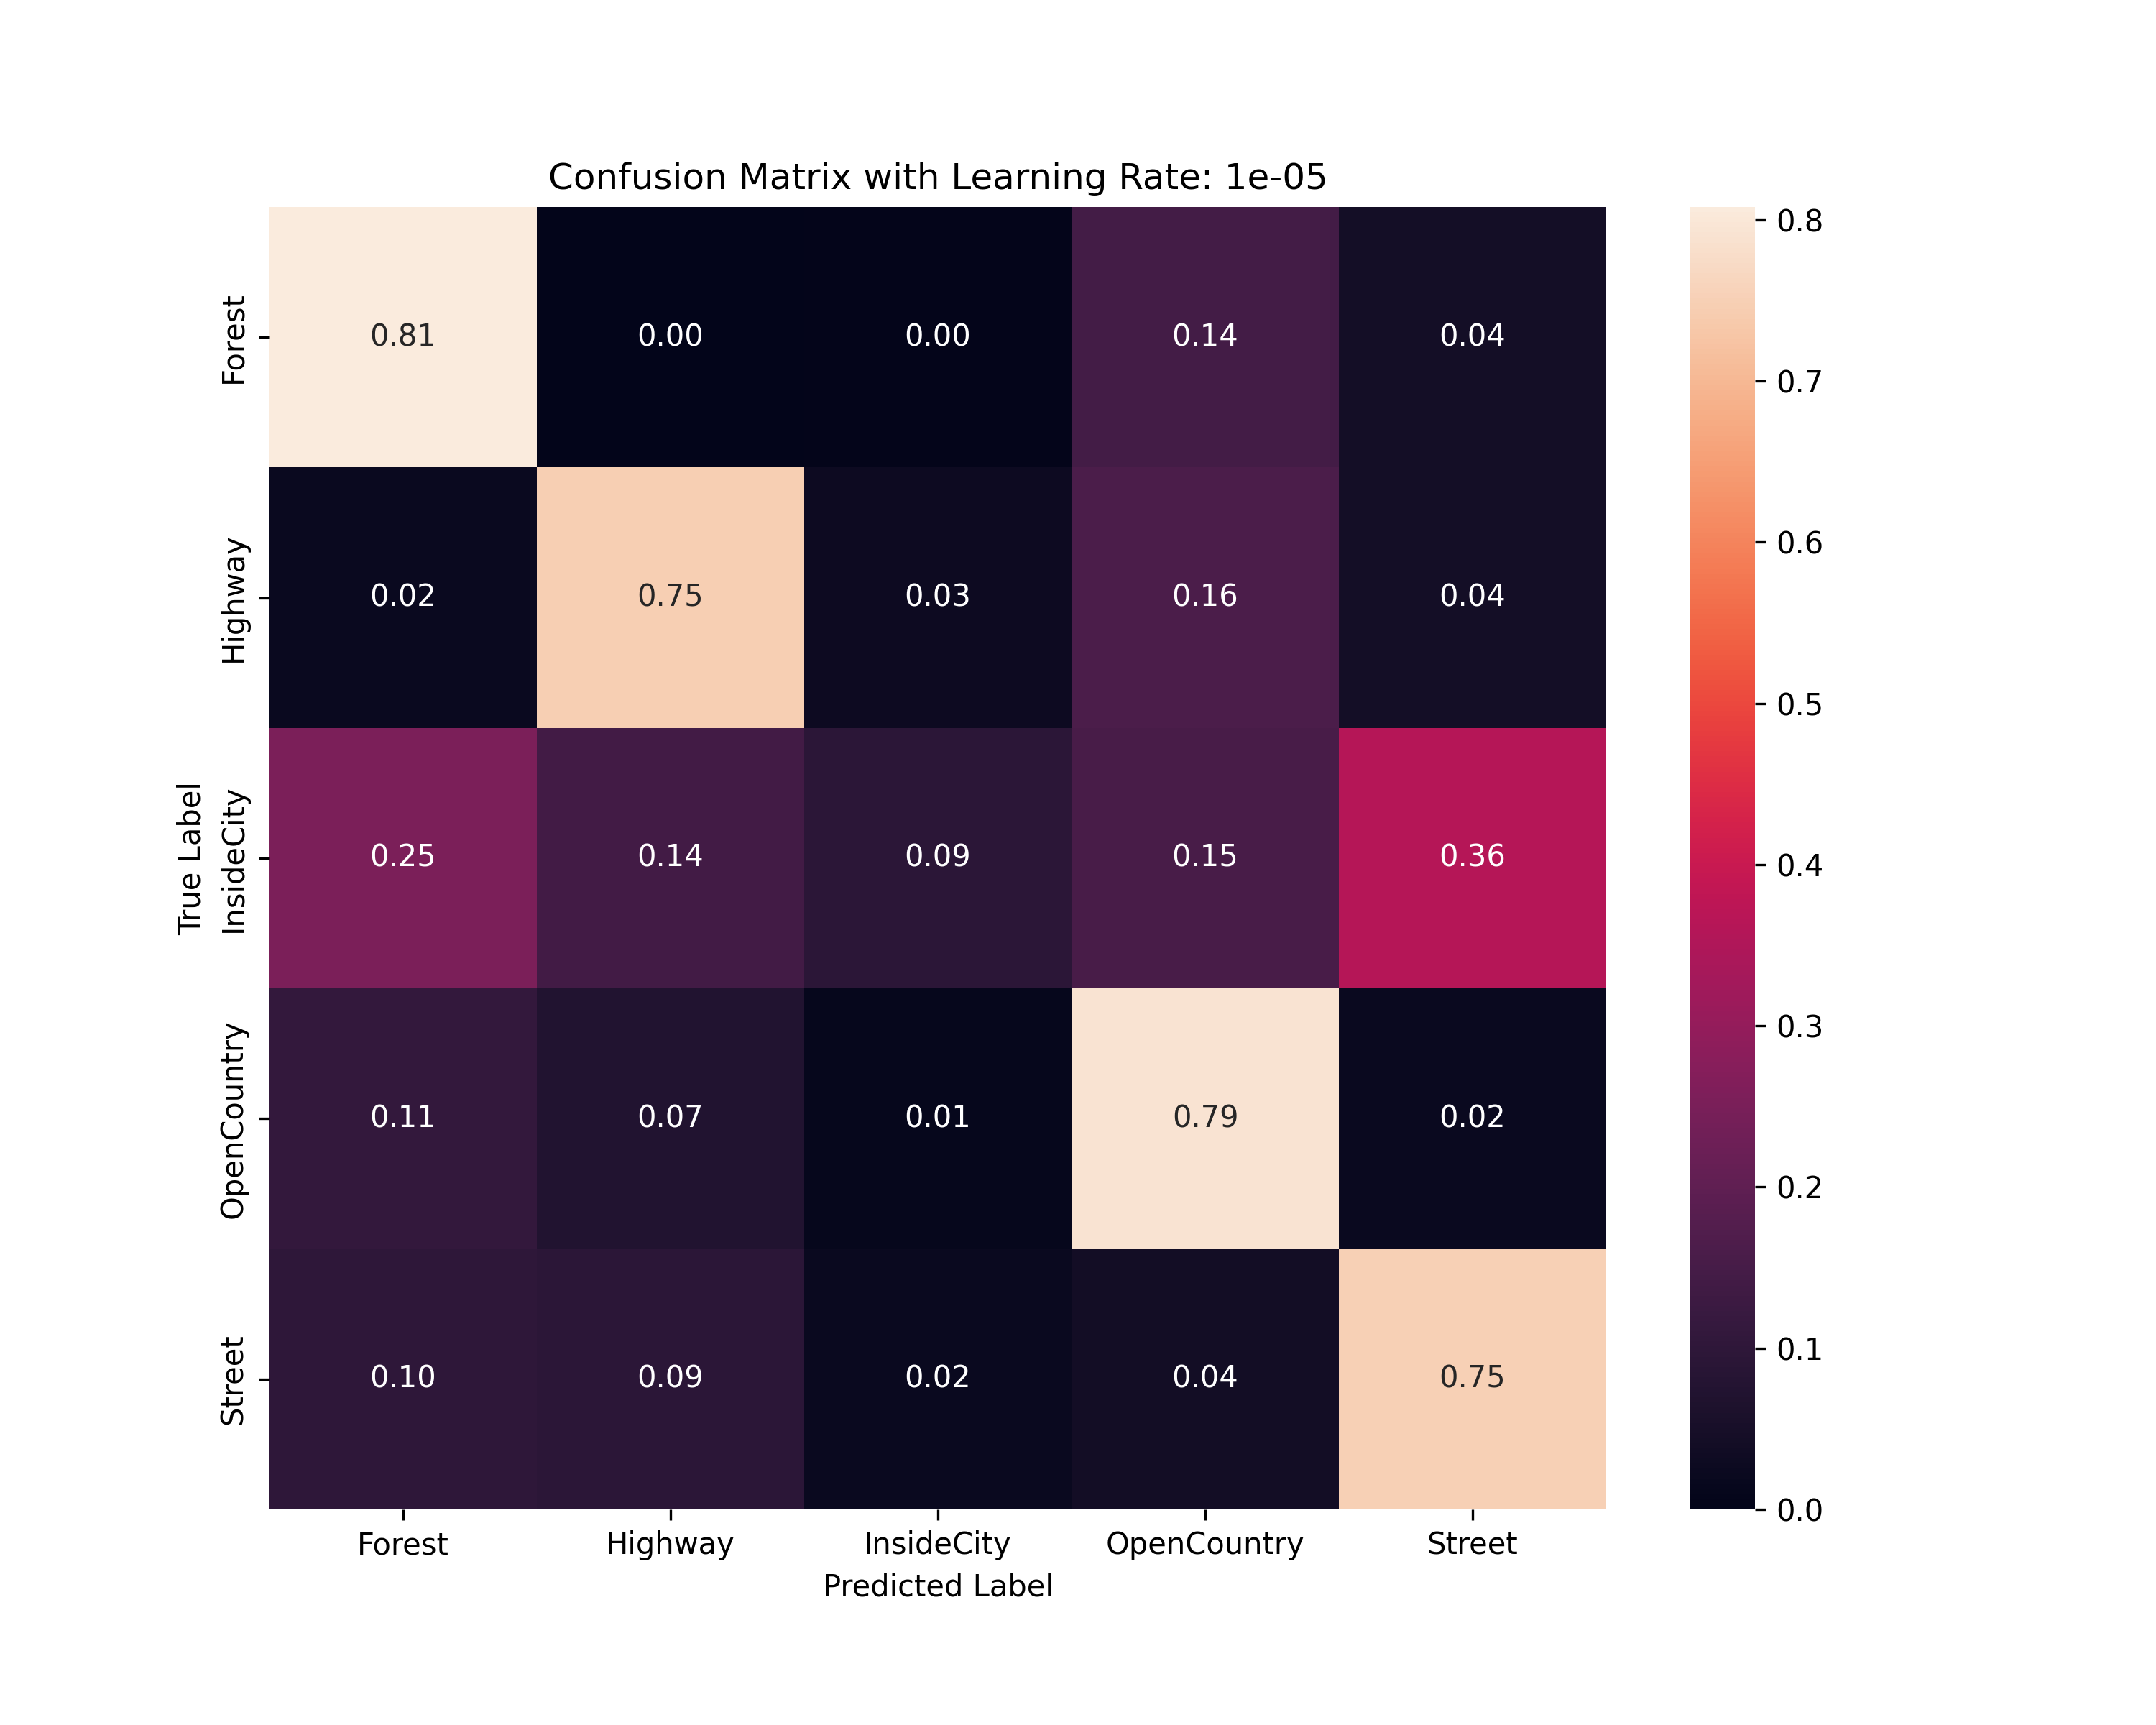 Confusion Matrix with Learning Rate: 1e-05
True Label
Forest 0.81 0.00 0.00 0.14 0.04
Highway 0.02 0.75 0.03 0.16 0.04
InsideCity 0.25 0.14 0.09 0.15 0.36
OpenCountry 0.11 0.07 0.01 0.79 0.02
Street 0.10 0.09 0.02 0.04 0.75
Forest Highway InsideCity OpenCountry Street
Predicted Label
0.8
0.7
0.6
0.5
0.4
0.3
0.2
0.1
0.0